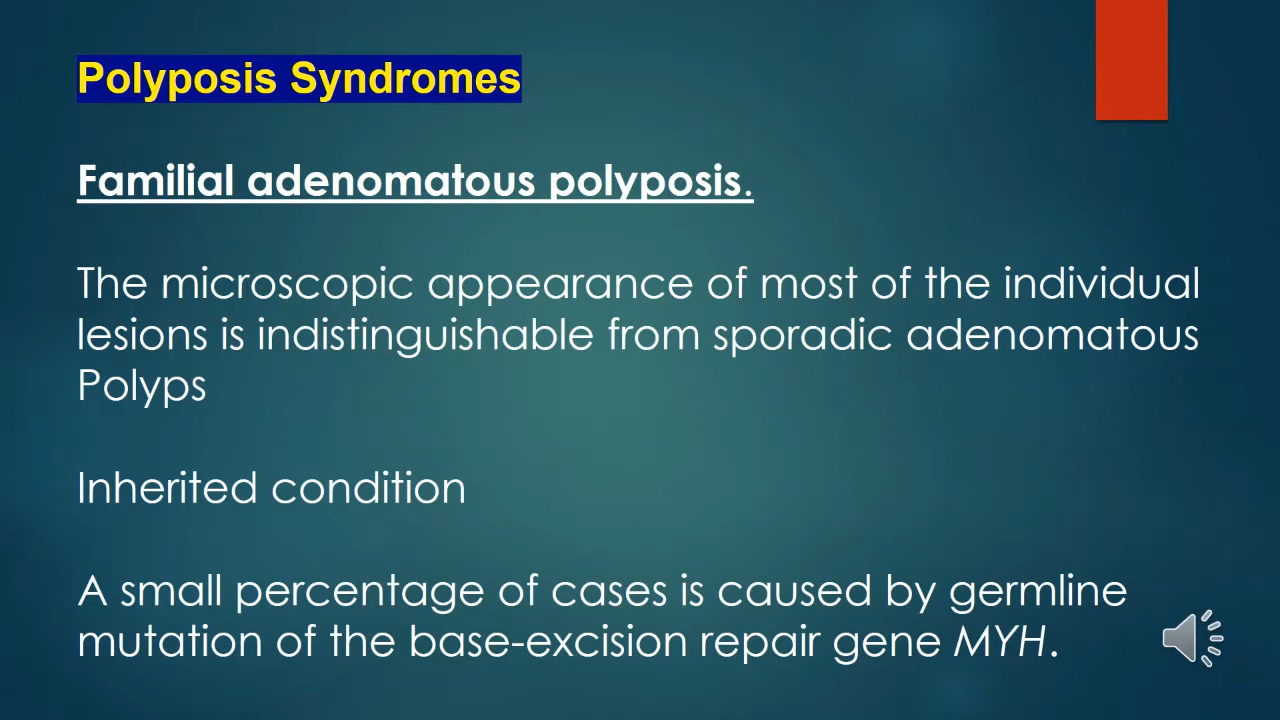 Polyposis Syndromes
Familial adenomatous polyposis.
The microscopic appearance of most of the individual
lesions is indistinguishable from sporadic adenomatous
Polyps
Inherited condition
A small percentage of cases is caused by germline
mutation of the base-excision repair gene MYH.